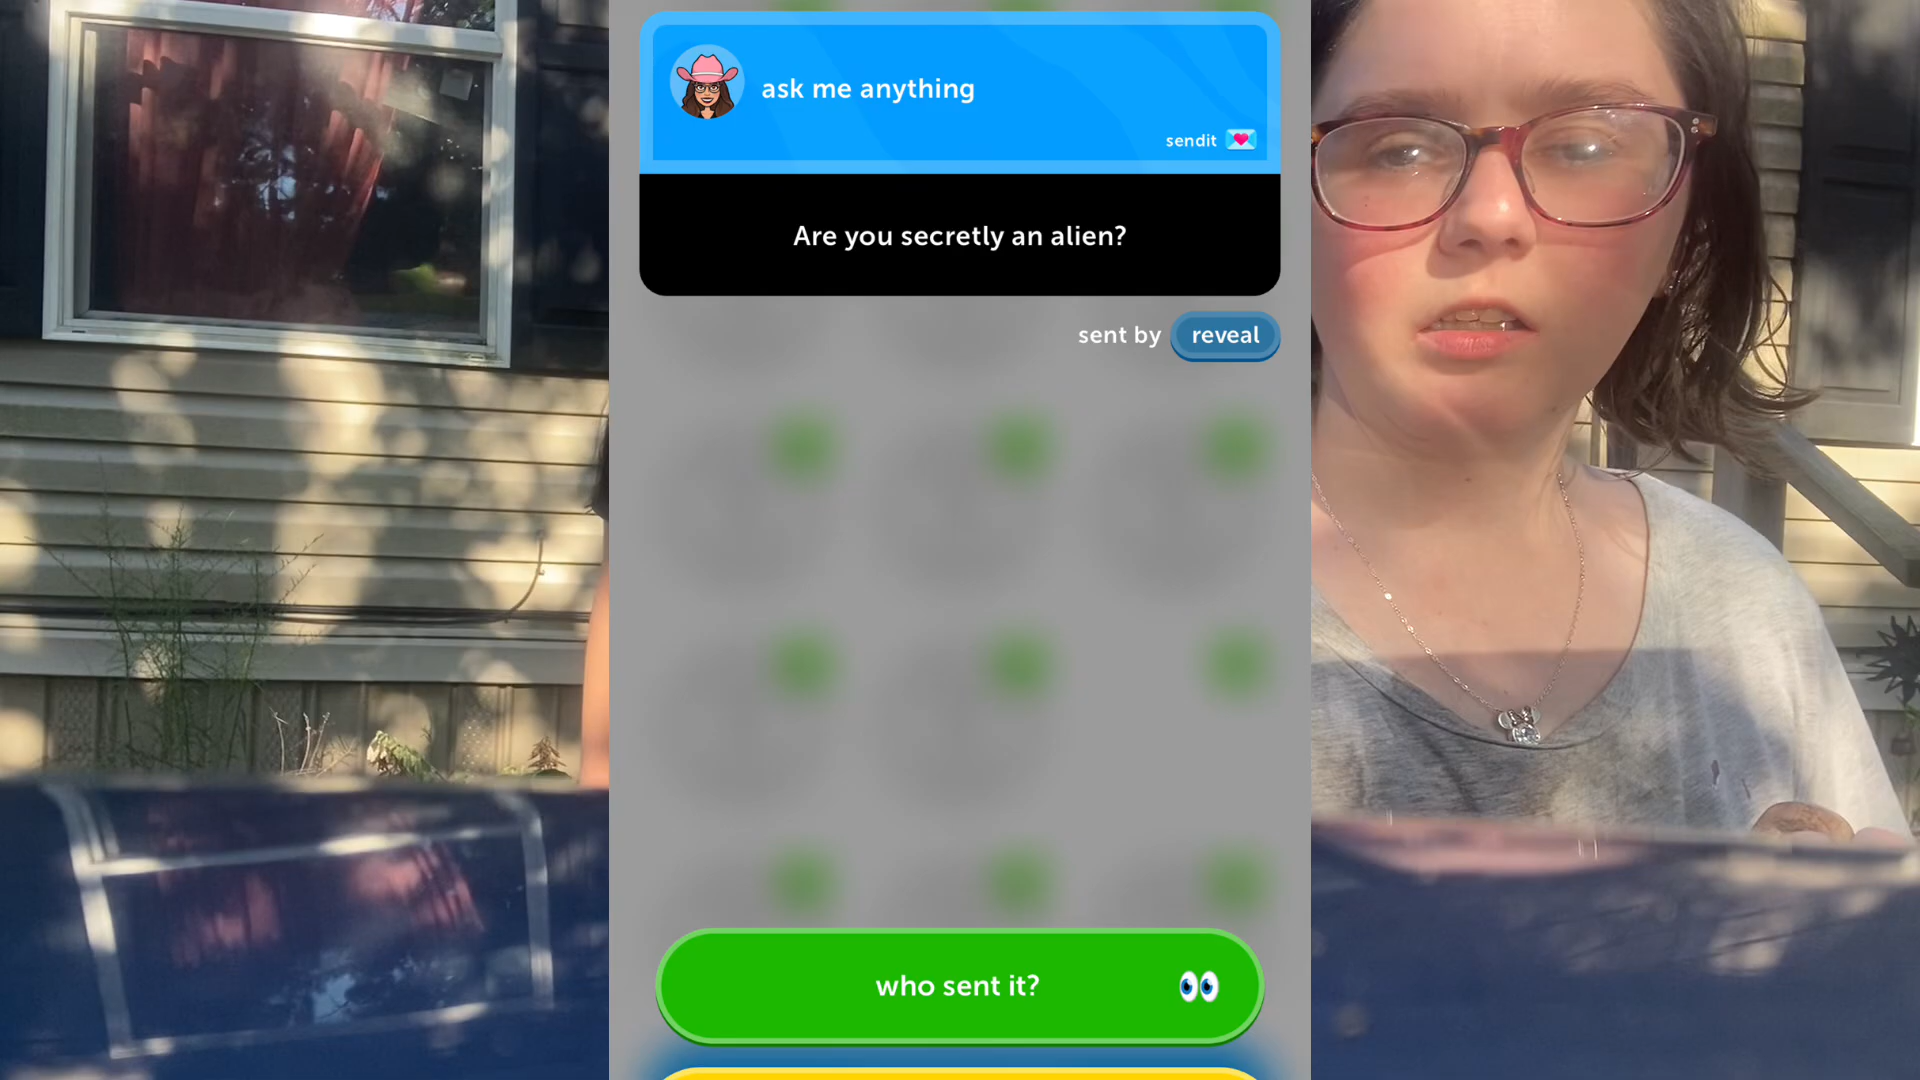 ask me anything
sendit
Are you secretly an alien?
sent by reveal
who sent it?